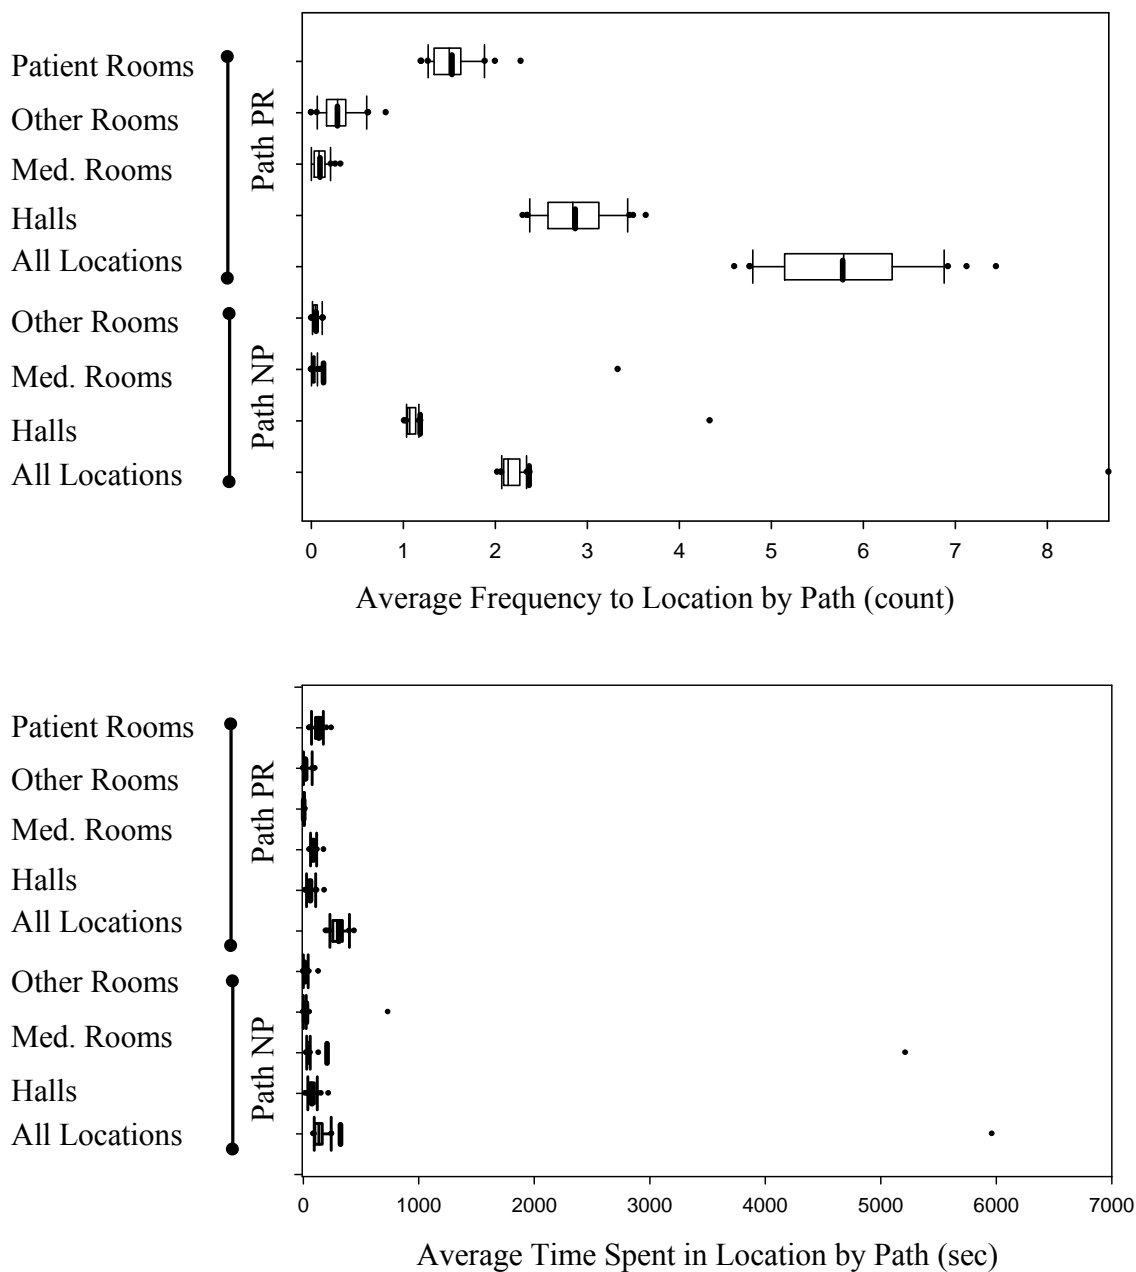 Patient Rooms
Other Rooms
Med. Rooms
Halls
All Locations
Path PR
Other Rooms
Med. Rooms
Halls
All Locations
Path NP
0 1 2 3 4 5 6 7 8
Average Frequency to Location by Path (count)
Patient Rooms
Other Rooms
Med. Rooms
Halls
All Locations
Path PR
Other Rooms
Med. Rooms
Halls
All Locations
Path NP
0 1000 2000 3000 4000 5000 6000 7000
Average Time Spent in Location by Path (sec)